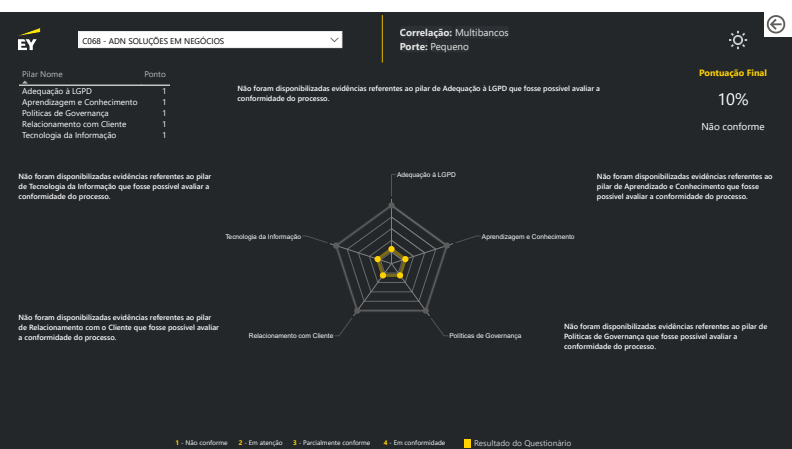 EY
C068 - ADN SOLUÇÕES EM NEGÓCIOS
Correlação: Multibancos
Porte: Pequeno
Pilar Nome Ponto
Adequação à LGPD 1
Aprendizagem e Conhecimento 1
Políticas de Governança 1
Relacionamento com Cliente 1
Tecnologia da Informação 1
Não foram disponibilizadas evidências referentes ao pilar de Adequação à LGPD que fosse possível avaliar a
conformidade do processo.
Pontuação Final
10%
Não conforme
Não foram disponibilizadas evidências referentes ao pilar
de Tecnologia da Informação que fosse possível avaliar a
conformidade do processo.
Não foram disponibilizadas evidências referentes ao
pilar de Aprendizado e Conhecimento que fosse
possível avaliar a conformidade do processo.
Adequação à LGPD
Tecnologia da Informação
Aprendizagem e Conhecimento
Relacionamento com Cliente
Políticas de Governança
Não foram disponibilizadas evidências referentes ao pilar
de Relacionamento com o Cliente que fosse possível avaliar
a conformidade do processo.
Não foram disponibilizadas evidências referentes ao pilar de
Políticas de Governança que fosse possível avaliar a
conformidade do processo.
1 - Não conforme 2 - Em atenção 3 - Parcialmente conforme 4 - Em conformidade Resultado do Questionário